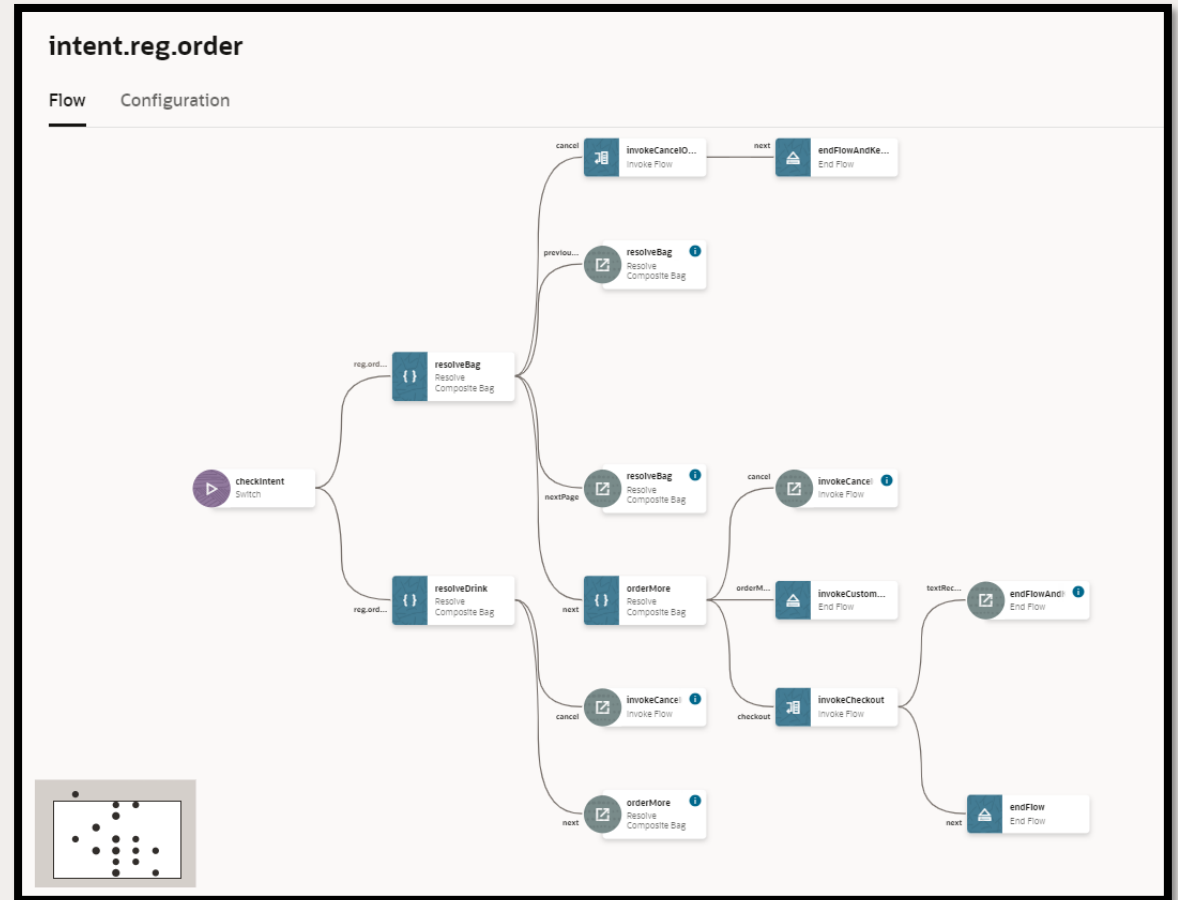 intent.reg.order
Flow
Configuration
cancel
invokeCancelO...
Invoke Flow
next
endFlowAndKe...
End Flow
previou...
resolveBag
Resolve
Composite Bag
reg.ord...
resolveBag
Resolve
Composite Bag
checkIntent
Switch
nextPage
resolveBag
Resolve
Composite Bag
cancel
invokeCancel
Invoke Flow
reg.ord...
resolveDrink
Resolve
Composite Bag
next
orderMore
Resolve
Composite Bag
orderM...
invokeCustom...
End Flow
textRec...
endFlowAnd
End Flow
cancel
invokeCance
Invoke Flow
checkout
invokeCheckout
Invoke Flow
next
orderMore
Resolve
Composite Bag
next
endFlow
End Flow